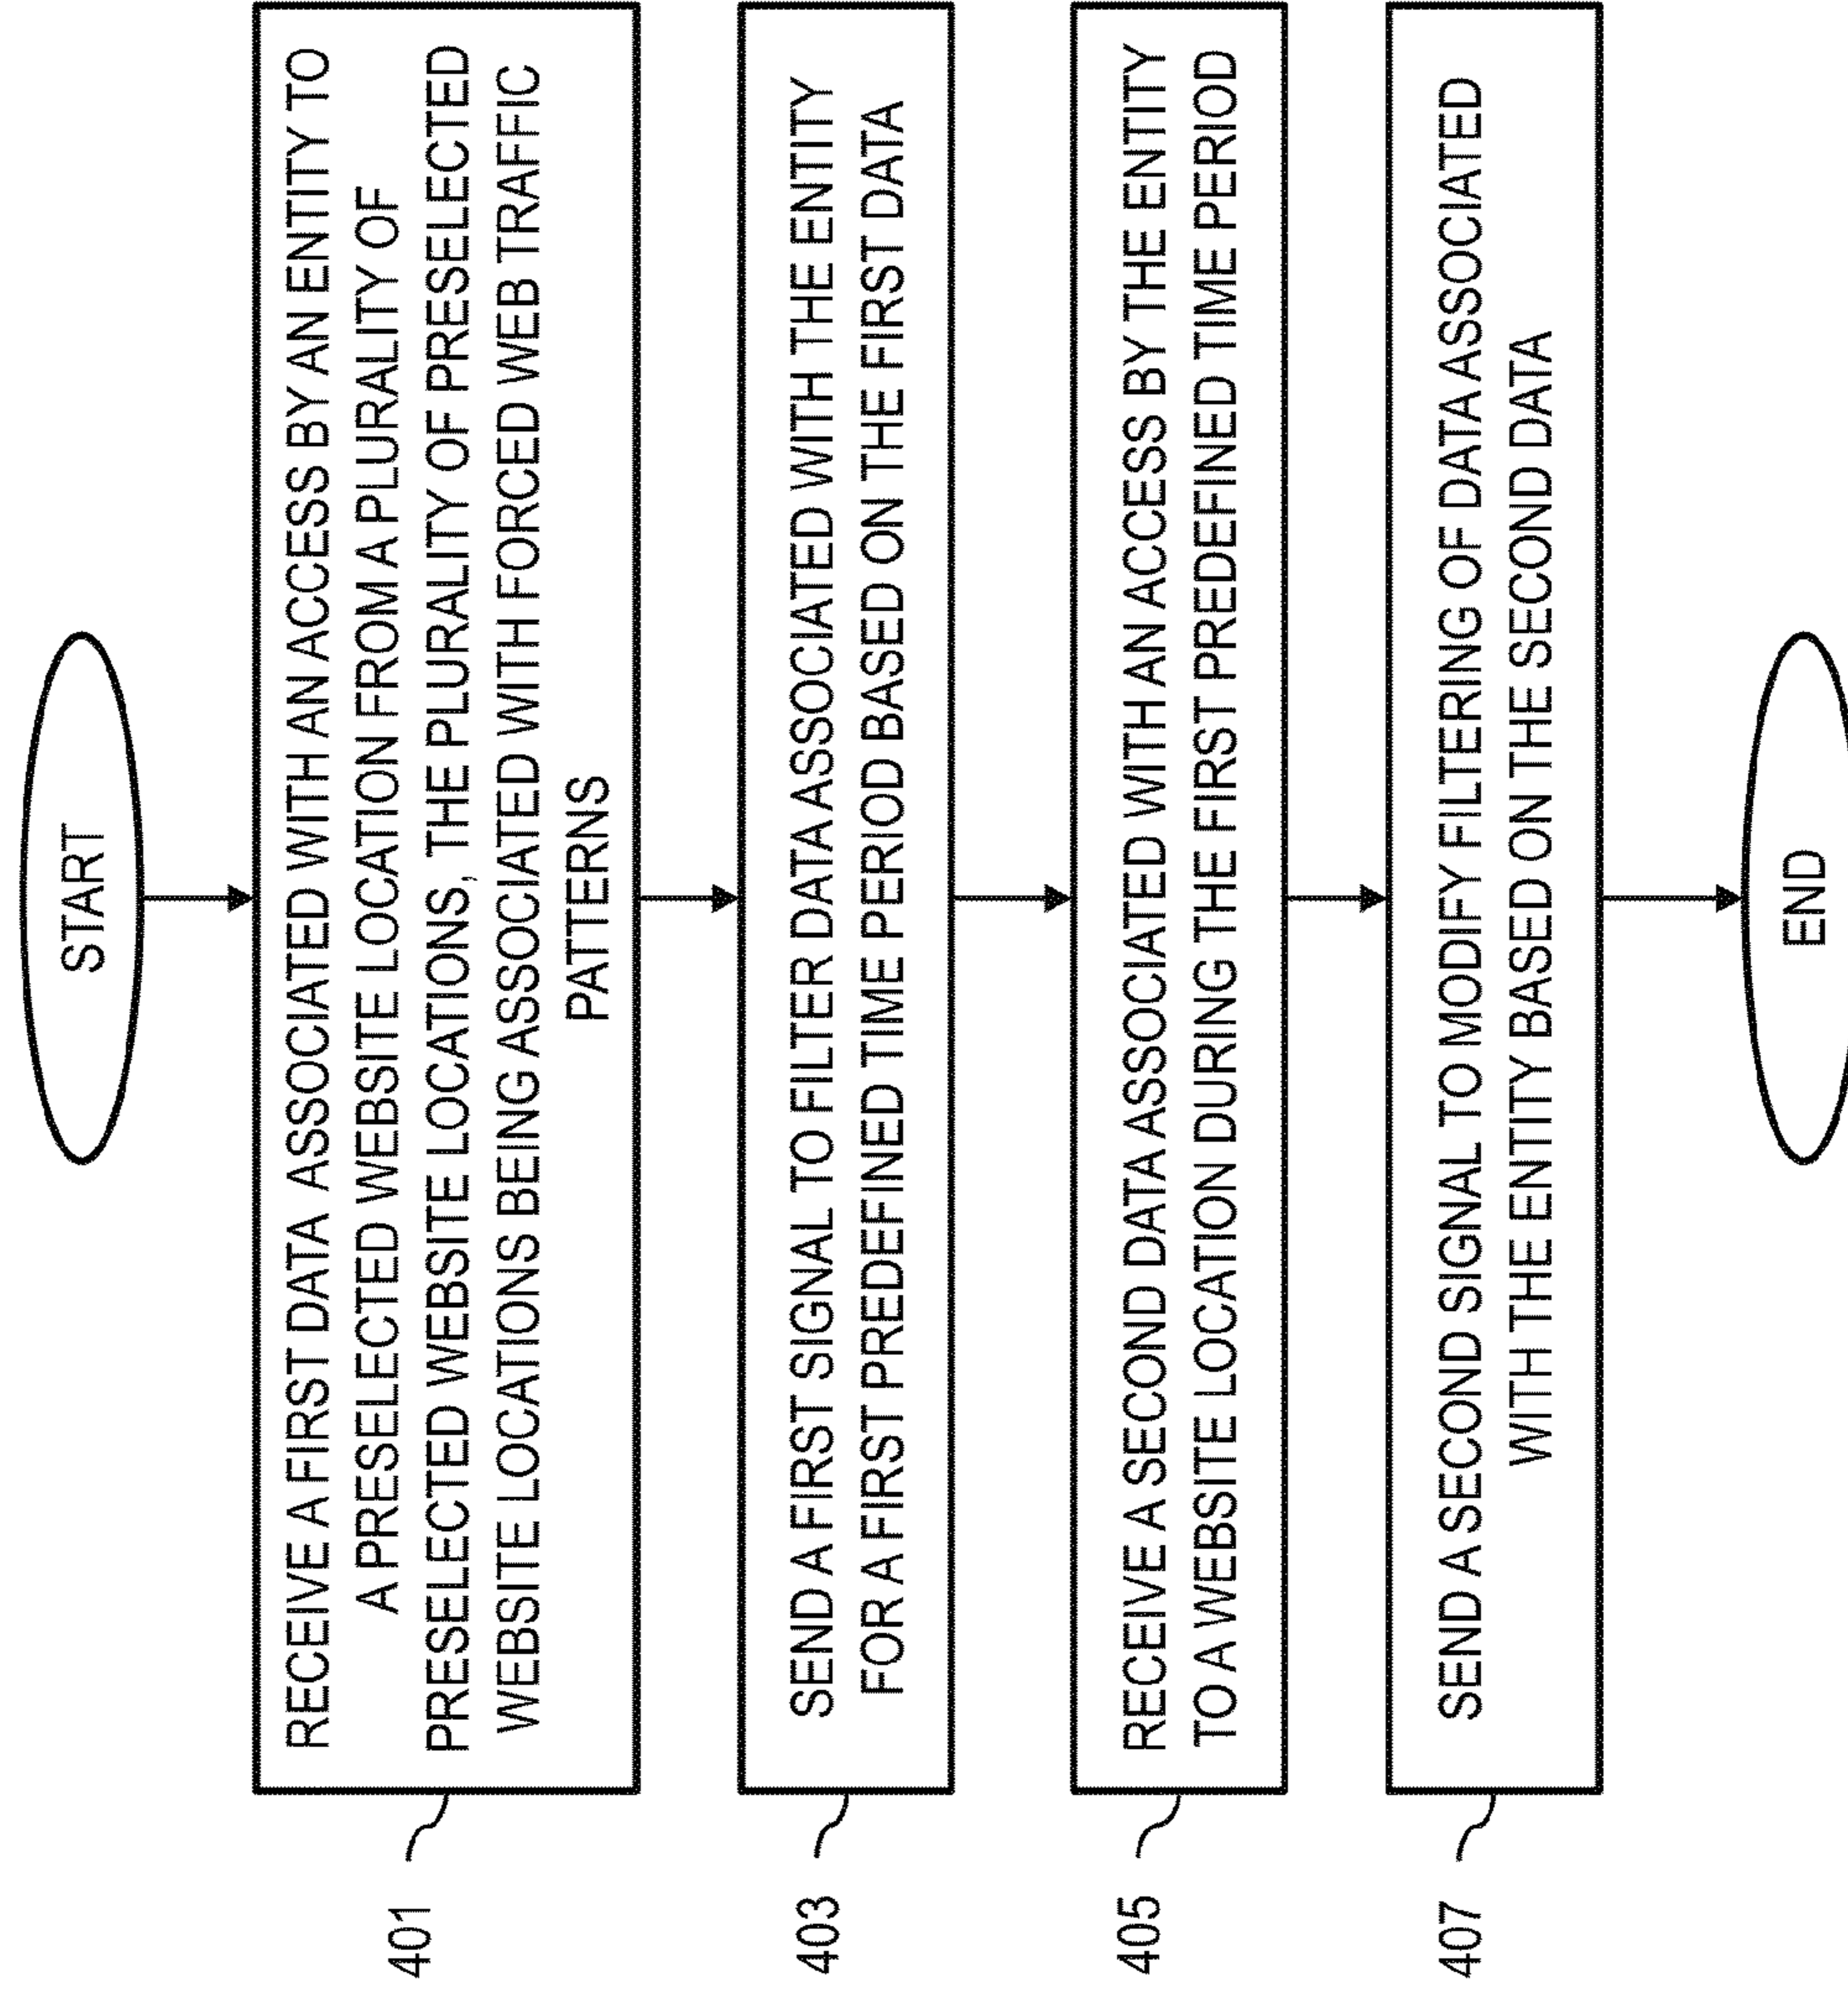 START
RECEIVE A FIRST DATA ASSOCIATED WITH AN ACCESS BY AN ENTITY TO
A PRESELECTED WEBSITE LOCATION FROM A PLURALITY OF
PRESELECTED WEBSITE LOCATIONS, THE PLURALITY OF PRESELECTED
WEBSITE LOCATIONS BEING ASSOCIATED WITH FORCED WEB TRAFFIC
PATTERNS
401
SEND A FIRST SIGNAL TO FILTER DATA ASSOCIATED WITH THE ENTITY
FOR A FIRST PREDEFINED TIME PERIOD BASED ON THE FIRST DATA
403
RECEIVE A SECOND DATA ASSOCIATED WITH AN ACCESS BY THE ENTITY
TO A WEBSITE LOCATION DURING THE FIRST PREDEFINED TIME PERIOD
405
SEND A SECOND SIGNAL TO MODIFY FILTERING OF DATA ASSOCIATED
WITH THE ENTITY BASED ON THE SECOND DATA
407
END